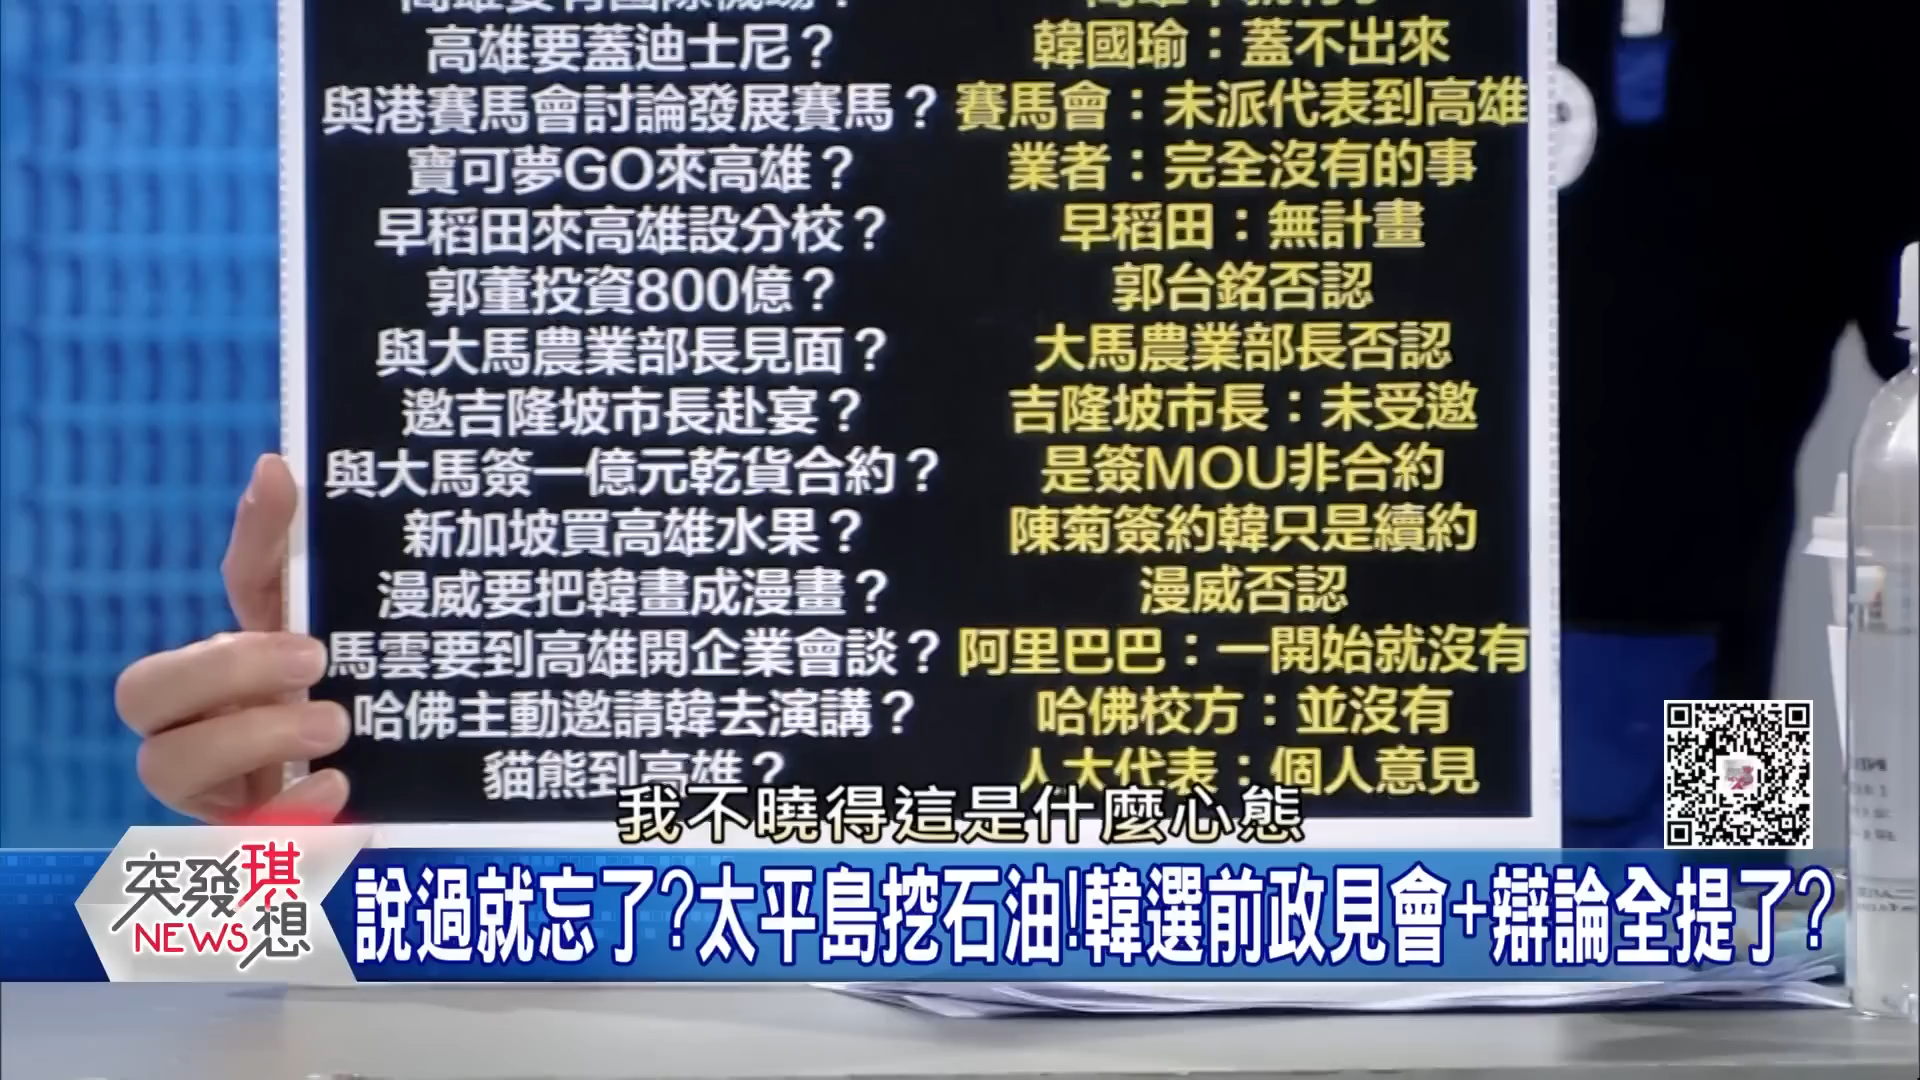 高雄要有國際機場？
高雄要蓋迪士尼？ 韓國瑜：蓋不出來
與港賽馬會討論發展賽馬？ 賽馬會：未派代表到高雄
寶可夢GO來高雄？ 業者：完全沒有的事
早稻田來高雄設分校？ 早稻田：無計畫
郭董投資800億？ 郭台銘否認
與大馬農業部長見面？ 大馬農業部長否認
邀吉隆坡市長赴宴？ 吉隆坡市長：未受邀
與大馬簽一億元乾貨合約？ 是簽MOU非合約
新加坡買高雄水果？ 陳菊簽約韓只是續約
漫威要把韓畫成漫畫？ 漫威否認
馬雲要到高雄開企業會談？ 阿里巴巴：一開始就沒有
哈佛主動邀請韓去演講？ 哈佛校方：並沒有
貓熊到高雄？ 人大代表：個人意見
我不曉得這是什麼心態
突發琪想
NEWS
說過就忘了?太平島挖石油!韓選前政見會+辯論全提了?